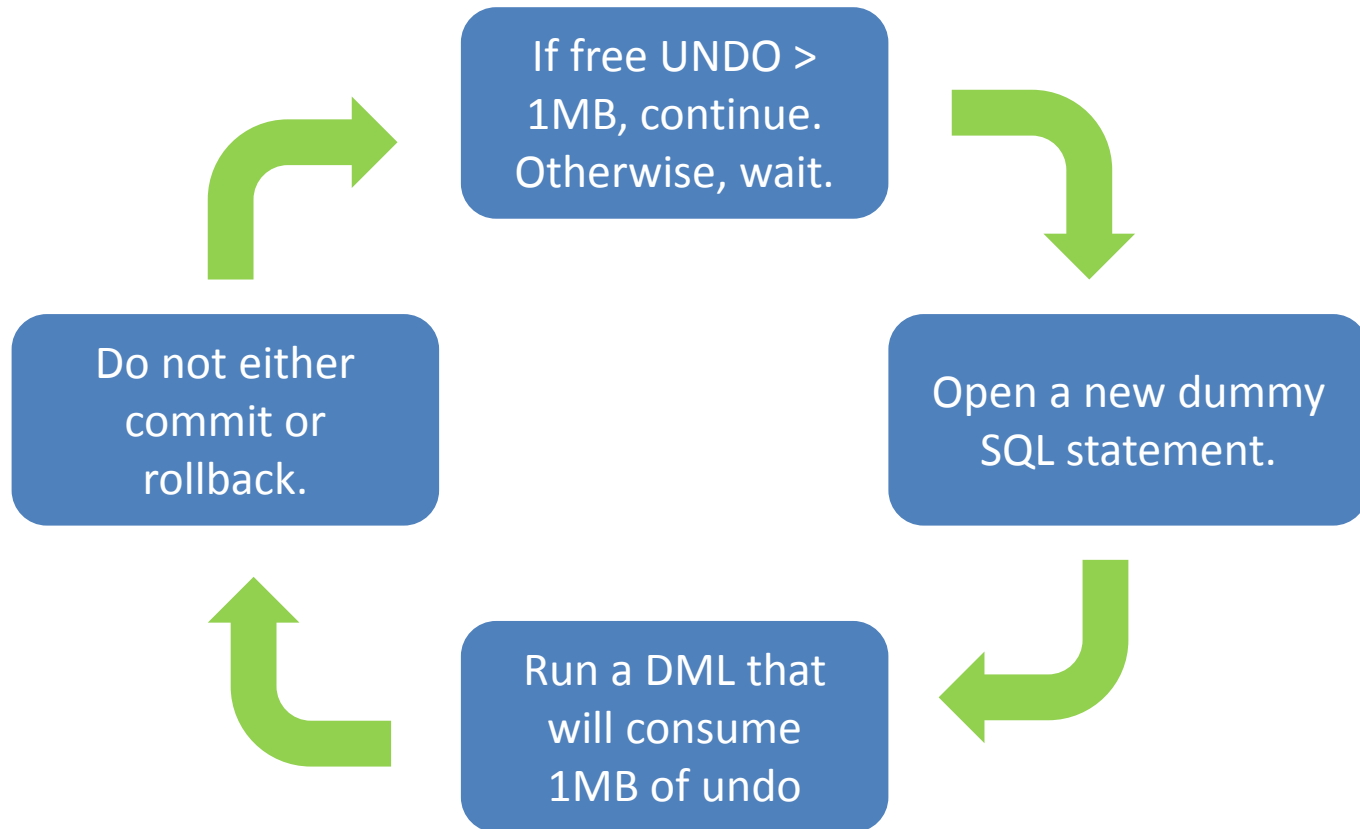 If free UNDO >
1MB, continue.
Otherwise, wait.
Open a new dummy
SQL statement.
Run a DML that
will consume
1MB of undo
Do not either
commit or
rollback.